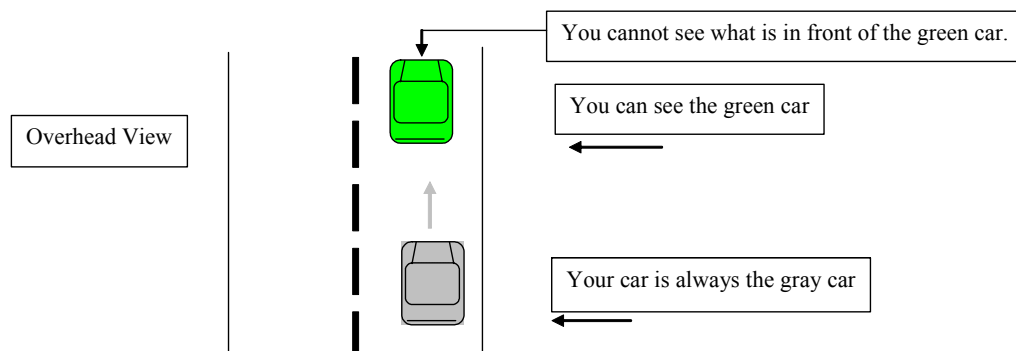 You cannot see what is in front of the green car.
You can see the green car
Overhead View
Your car is always the gray car